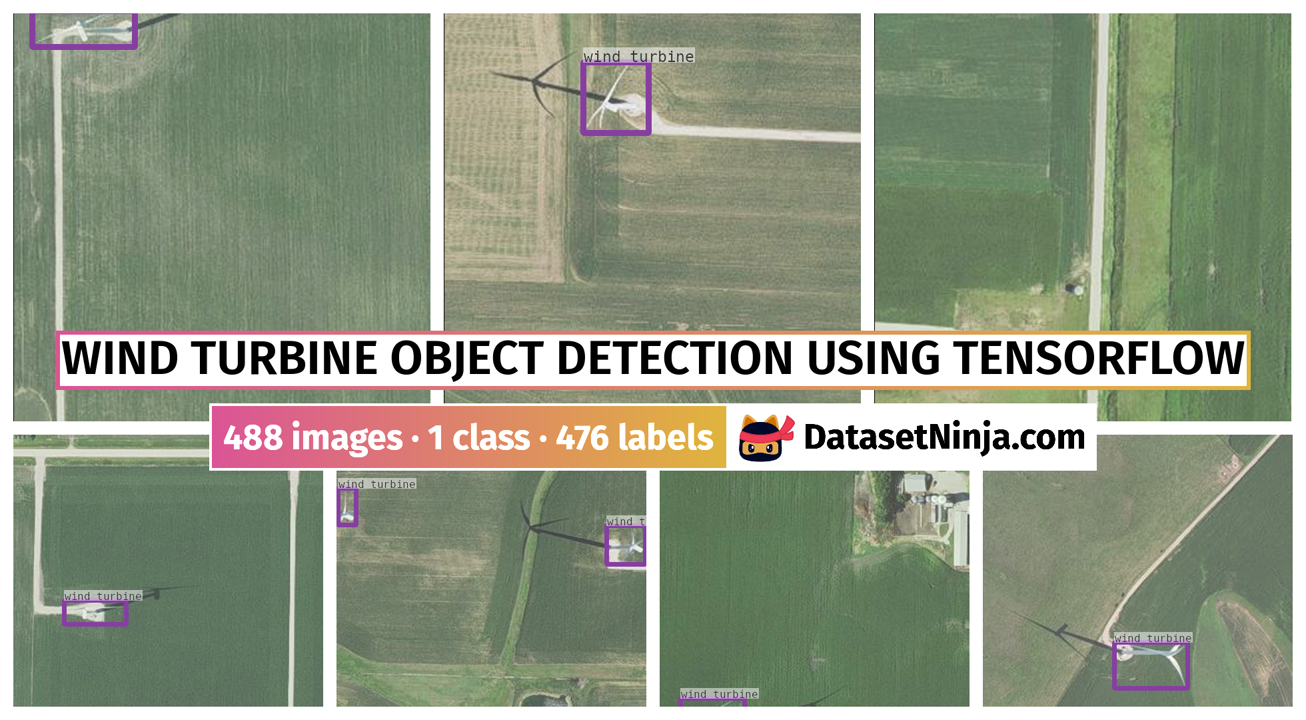 wind turbine
WIND TURBINE OBJECT DETECTION USING TENSORFLOW
488 images · 1 class · 476 labels
DatasetNinja.com
wind turbine
wind t
wind turbine
wind turbine
wind turbine